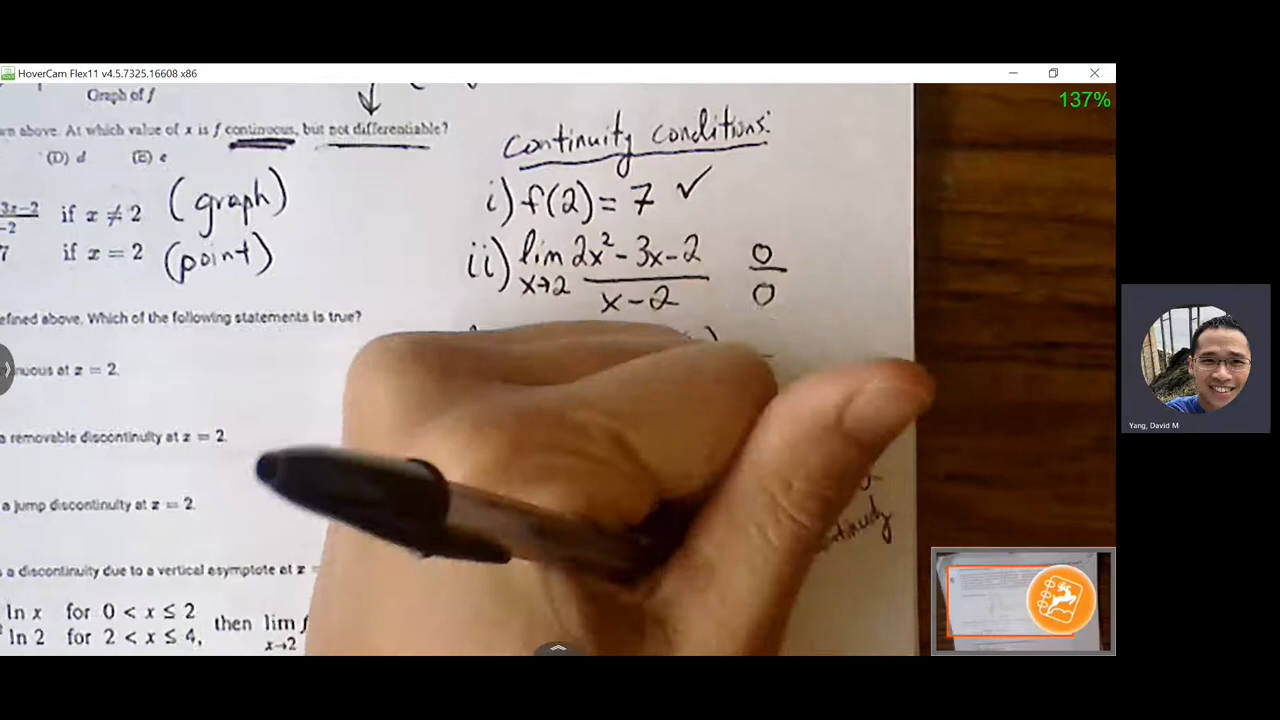 HoverCam Flex11 v4.5.7325.16608 x86
137%
Graph of f
wn above. At which value of x is f continuous, but not differentiable?
(D) d (E) e
continuity conditions:
i) f(2) = 7 ✓
3x-2
-2
if x ≠ 2 (graph)
7 if x = 2 (point)
ii) lim x→2 2x² - 3x - 2
x - 2
0
0
efined above. Which of the following statements is true?
nuous at x = 2.
a removable discontinuity at x = 2.
a jump discontinuity at x = 2.
s a discontinuity due to a vertical asymptote at x =
ln x for 0 < x ≤ 2
ln 2 for 2 < x ≤ 4,
then lim f
x→2
Yang, David M